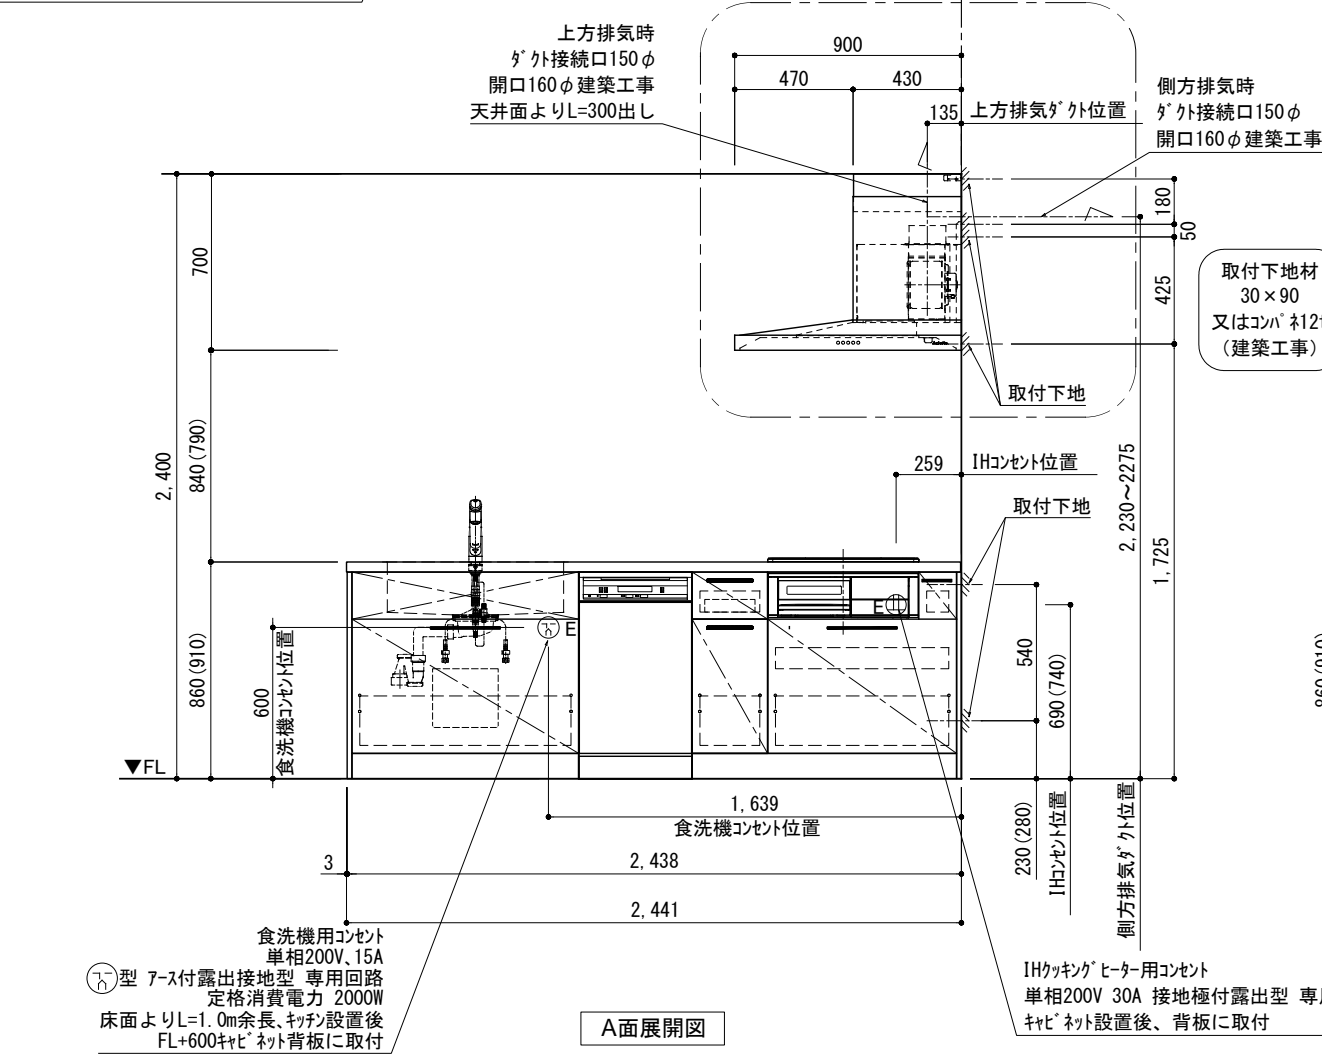 上方排気時
ダクト接続口150φ
開口160φ建築工事
天井面よりL=300出し
900
470
430
135
上方排気ダクト位置
側方排気時
ダクト接続口150φ
開口160φ建築工事
180
50
425
取付下地材
30×90
又はコンパネ12t
(建築工事)
取付下地
700
840(790)
2,400
860(910)
259
IHコンセント位置
取付下地
2,230～2275
1,725
E
E
600
食洗機コンセント位置
540
690(740)
▼FL
1,639
食洗機コンセント位置
230(280)
IHコンセント位置
側方排気ダクト位置
3
2,438
2,441
860(910)
食洗機用コンセント
単相200V、15A
型 アース付露出接地型 専用回路
定格消費電力 2000W
床面よりL=1.0m余長、キッチン設置後
FL+600キャビネット背板に取付
A面展開図
IHクッキングヒーター用コンセント
単相200V 30A 接地極付露出型 専用
キャビネット設置後、背板に取付